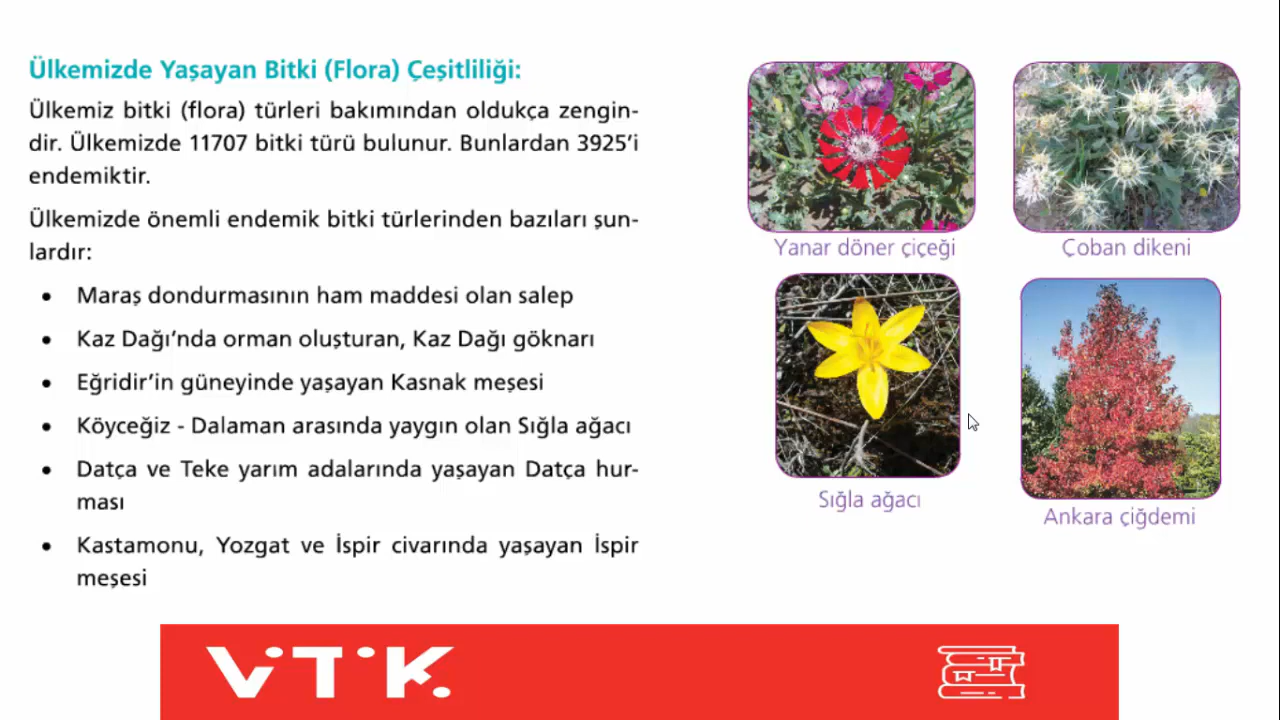 Ülkemizde Yaşayan Bitki (Flora) Çeşitliliği:
Ülkemiz bitki (flora) türleri bakımından oldukça zengin-
dir. Ülkemizde 11707 bitki türü bulunur. Bunlardan 3925’i
endemiktir.
Ülkemizde önemli endemik bitki türlerinden bazıları şun-
lardır:
• Maraş dondurmasının ham maddesi olan salep
• Kaz Dağı’nda orman oluşturan, Kaz Dağı göknarı
• Eğridir’in güneyinde yaşayan Kasnak meşesi
• Köyceğiz - Dalaman arasında yaygın olan Sığla ağacı
• Datça ve Teke yarım adalarında yaşayan Datça hur-
ması
• Kastamonu, Yozgat ve İspir civarında yaşayan İspir
meşesi
Yanar döner çiçeği
Çoban dikeni
Sığla ağacı
Ankara çiğdemi
ViTiK.